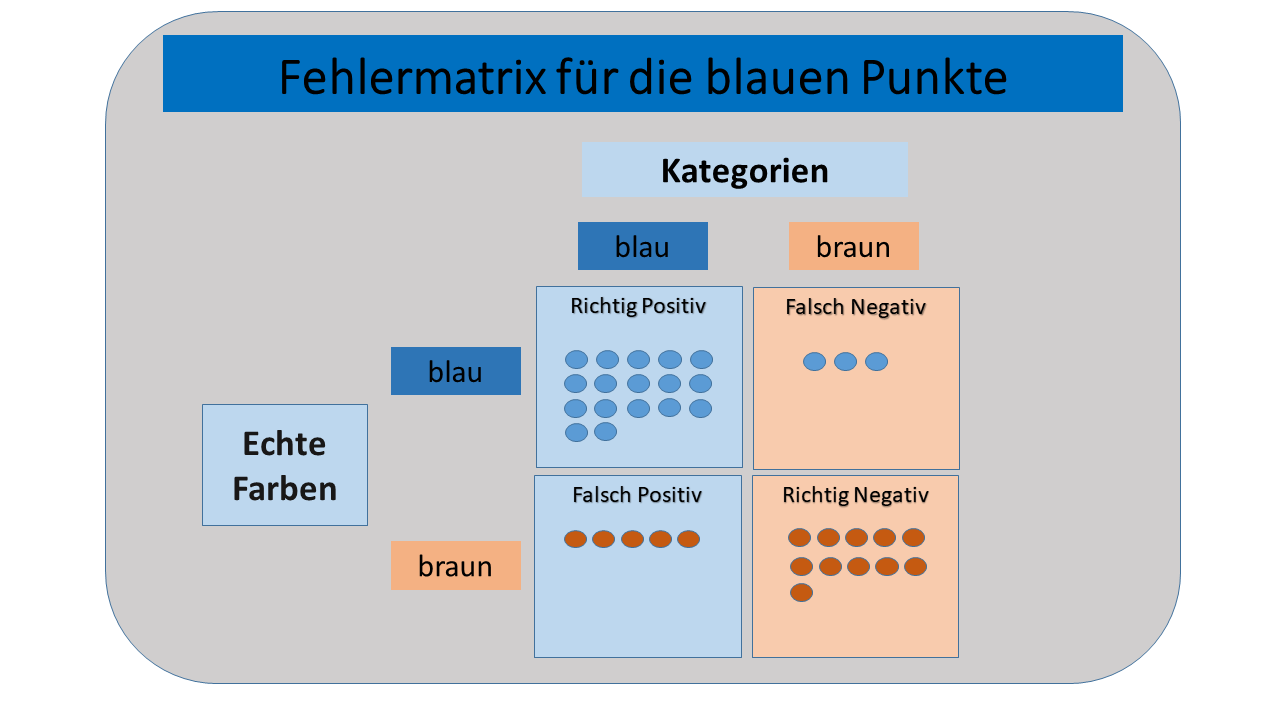 Fehlermatrix für die blauen Punkte
Kategorien
blau
braun
Richtig Positiv
Falsch Negativ
blau
Echte
Farben
Falsch Positiv
Richtig Negativ
braun